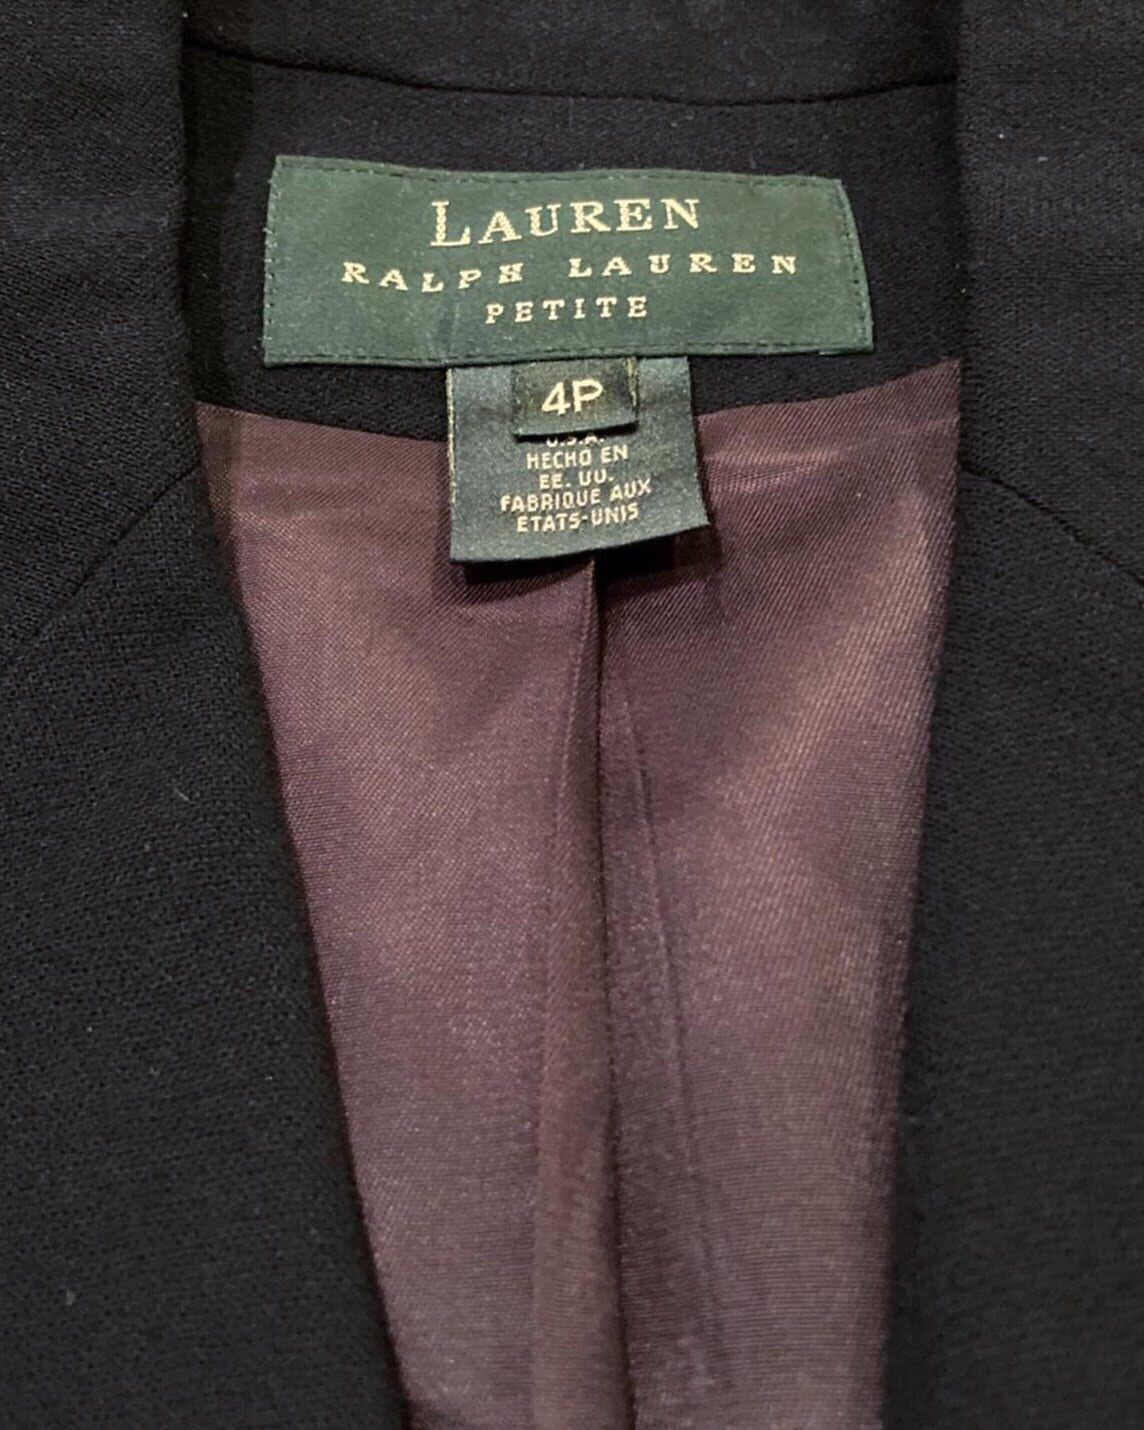 LAUREN
RALPH LAUREN
PETITE
4P
U.S.A.
HECHO EN
EE. UU.
FABRIQUE AUX
ETATS-UNIS